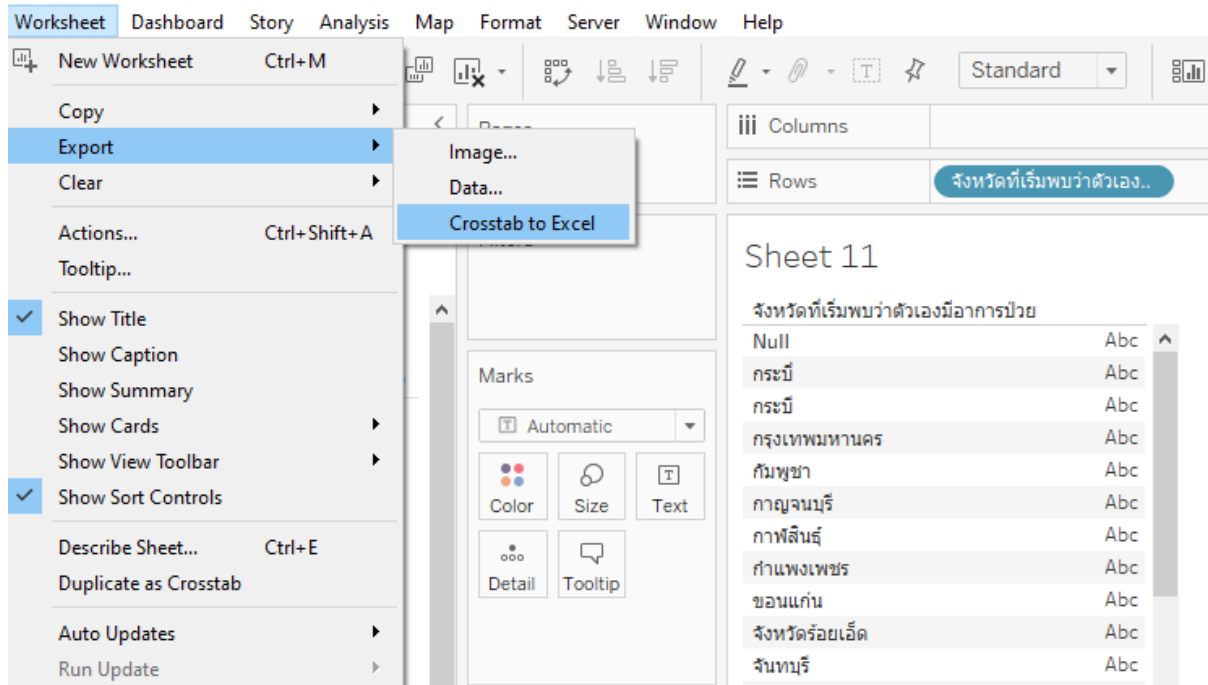 Worksheet Dashboard Story Analysis Map Format Server Window Help
New Worksheet Ctrl+M
Standard
Copy
Export
Clear
Image...
Data...
Crosstab to Excel
Columns
Rows
จังหวัดที่เริ่มพบว่าตัวเอง..
Actions... Ctrl+Shift+A
Tooltip...
Show Title
Show Caption
Show Summary
Show Cards
Show View Toolbar
Show Sort Controls
Describe Sheet... Ctrl+E
Duplicate as Crosstab
Auto Updates
Run Update
Marks
Automatic
Color Size Text
Detail Tooltip
Sheet 11
จังหวัดที่เริ่มพบว่าตัวเองมีอาการป่วย
Null Abc
กระบี่ Abc
กระบี่ Abc
กรุงเทพมหานคร Abc
กัมพูชา Abc
กาญจนบุรี Abc
กาฬสินธุ์ Abc
กำแพงเพชร Abc
ขอนแก่น Abc
จังหวัดร้อยเอ็ด Abc
จันทบุรี Abc